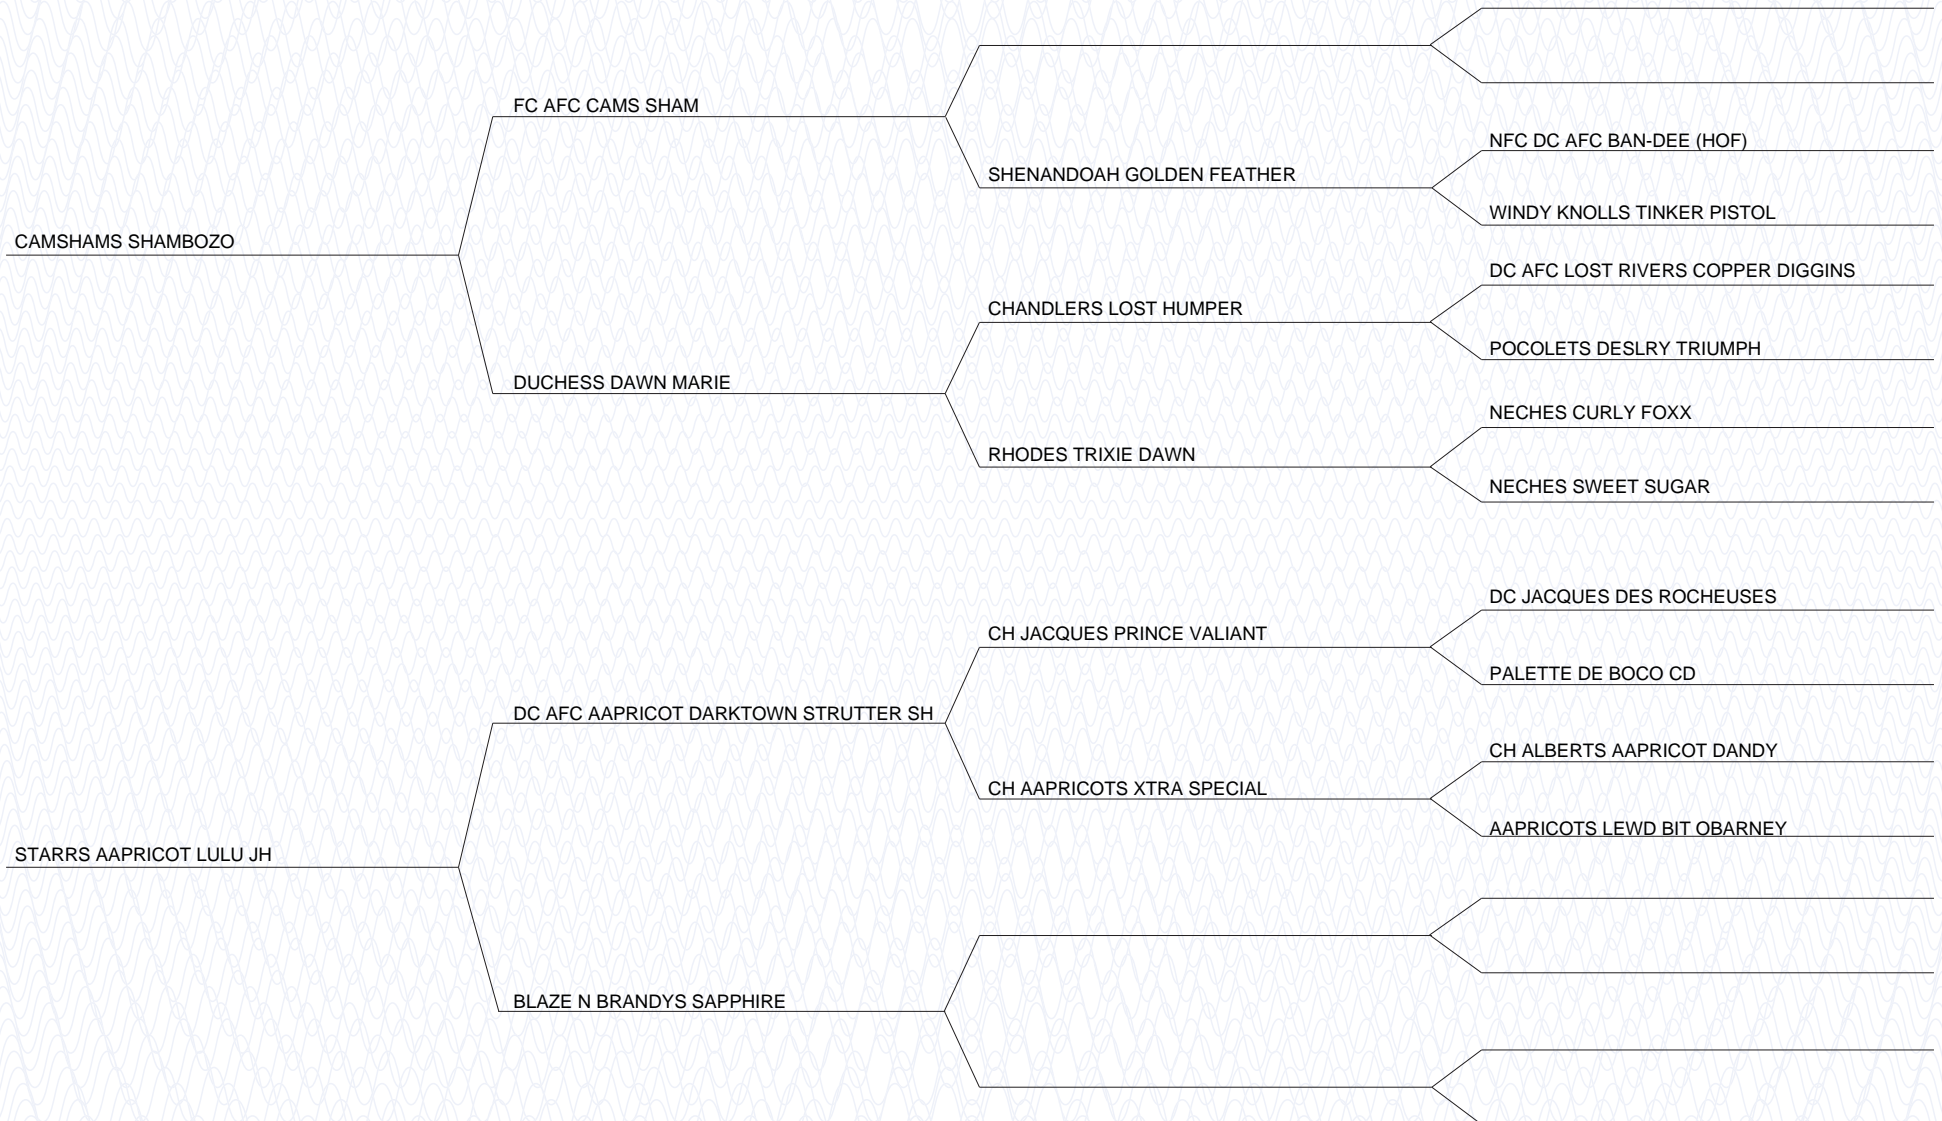 FC AFC CAMS SHAM
NFC DC AFC BAN-DEE (HOF)
SHENANDOAH GOLDEN FEATHER
WINDY KNOLLS TINKER PISTOL
CAMSHAMS SHAMBOZO
DC AFC LOST RIVERS COPPER DIGGINS
CHANDLERS LOST HUMPER
POCOLETS DESLRY TRIUMPH
DUCHESS DAWN MARIE
NECHES CURLY FOXX
RHODES TRIXIE DAWN
NECHES SWEET SUGAR
DC JACQUES DES ROCHEUSES
CH JACQUES PRINCE VALIANT
PALETTE DE BOCO CD
DC AFC AAPRICOT DARKTOWN STRUTTER SH
CH ALBERTS AAPRICOT DANDY
CH AAPRICOTS XTRA SPECIAL
AAPRICOTS LEWD BIT OBARNEY
STARRS AAPRICOT LULU JH
BLAZE N BRANDYS SAPPHIRE